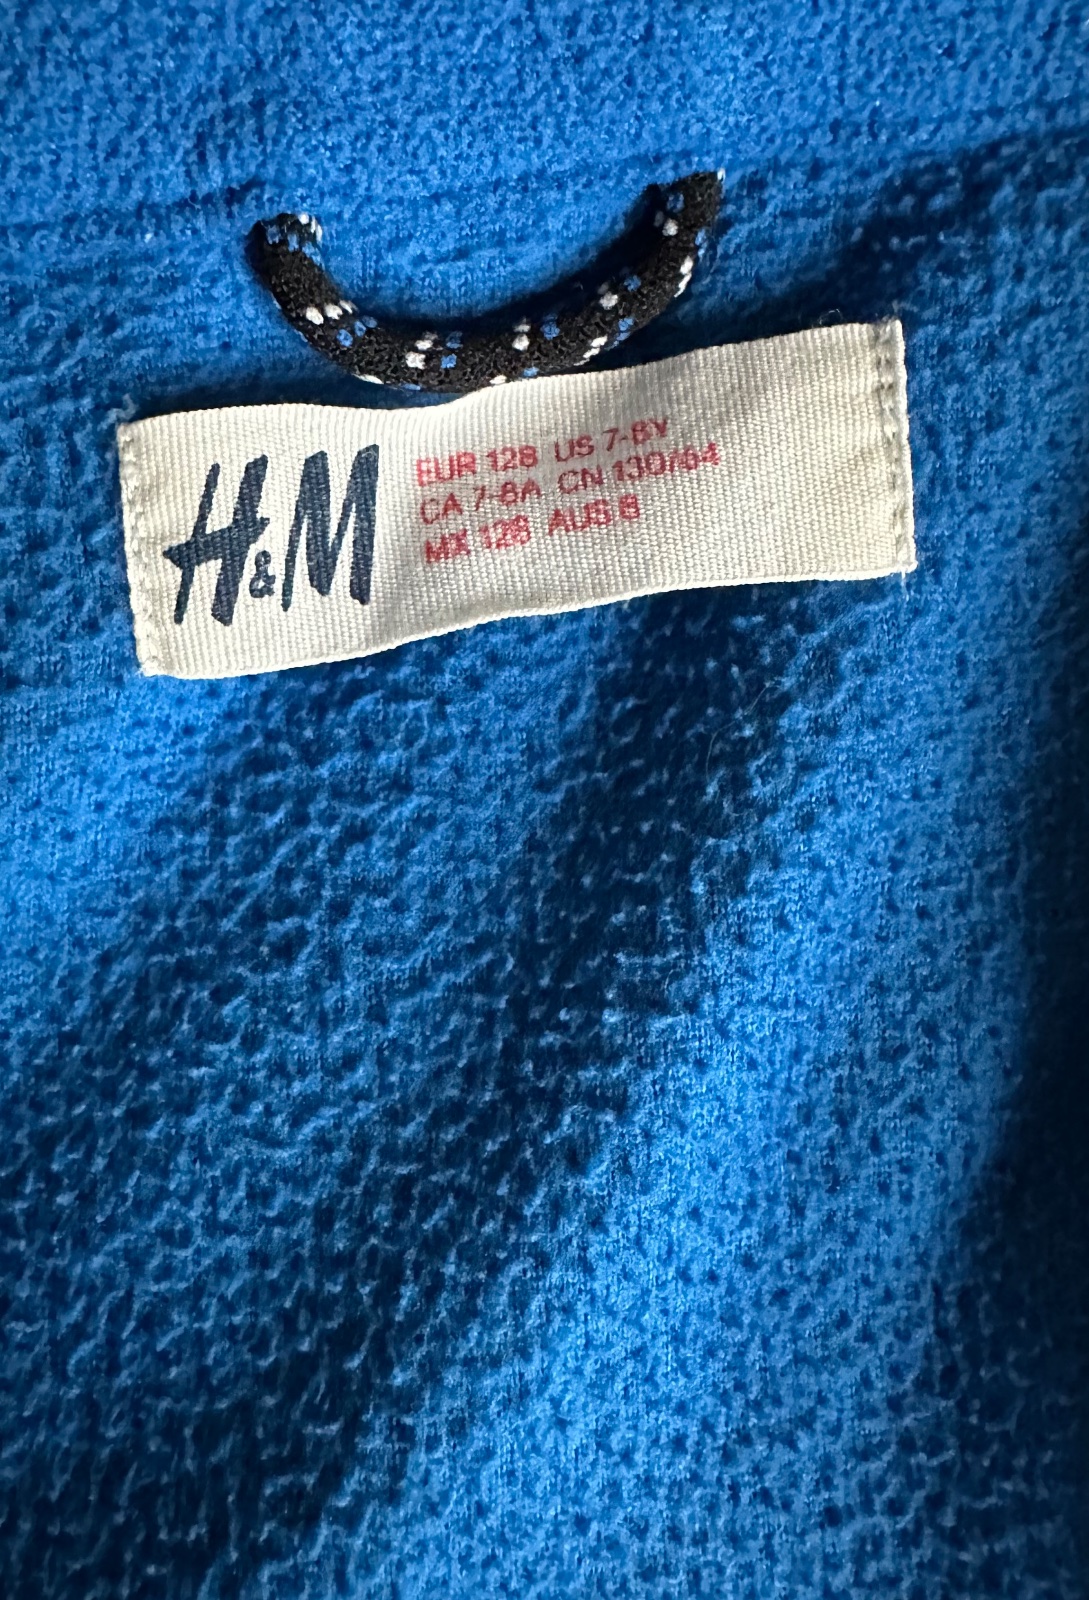 H&M
EUR 128 US 7-8Y
CA 7-8A CN 130/64
MX 128 AUS 8